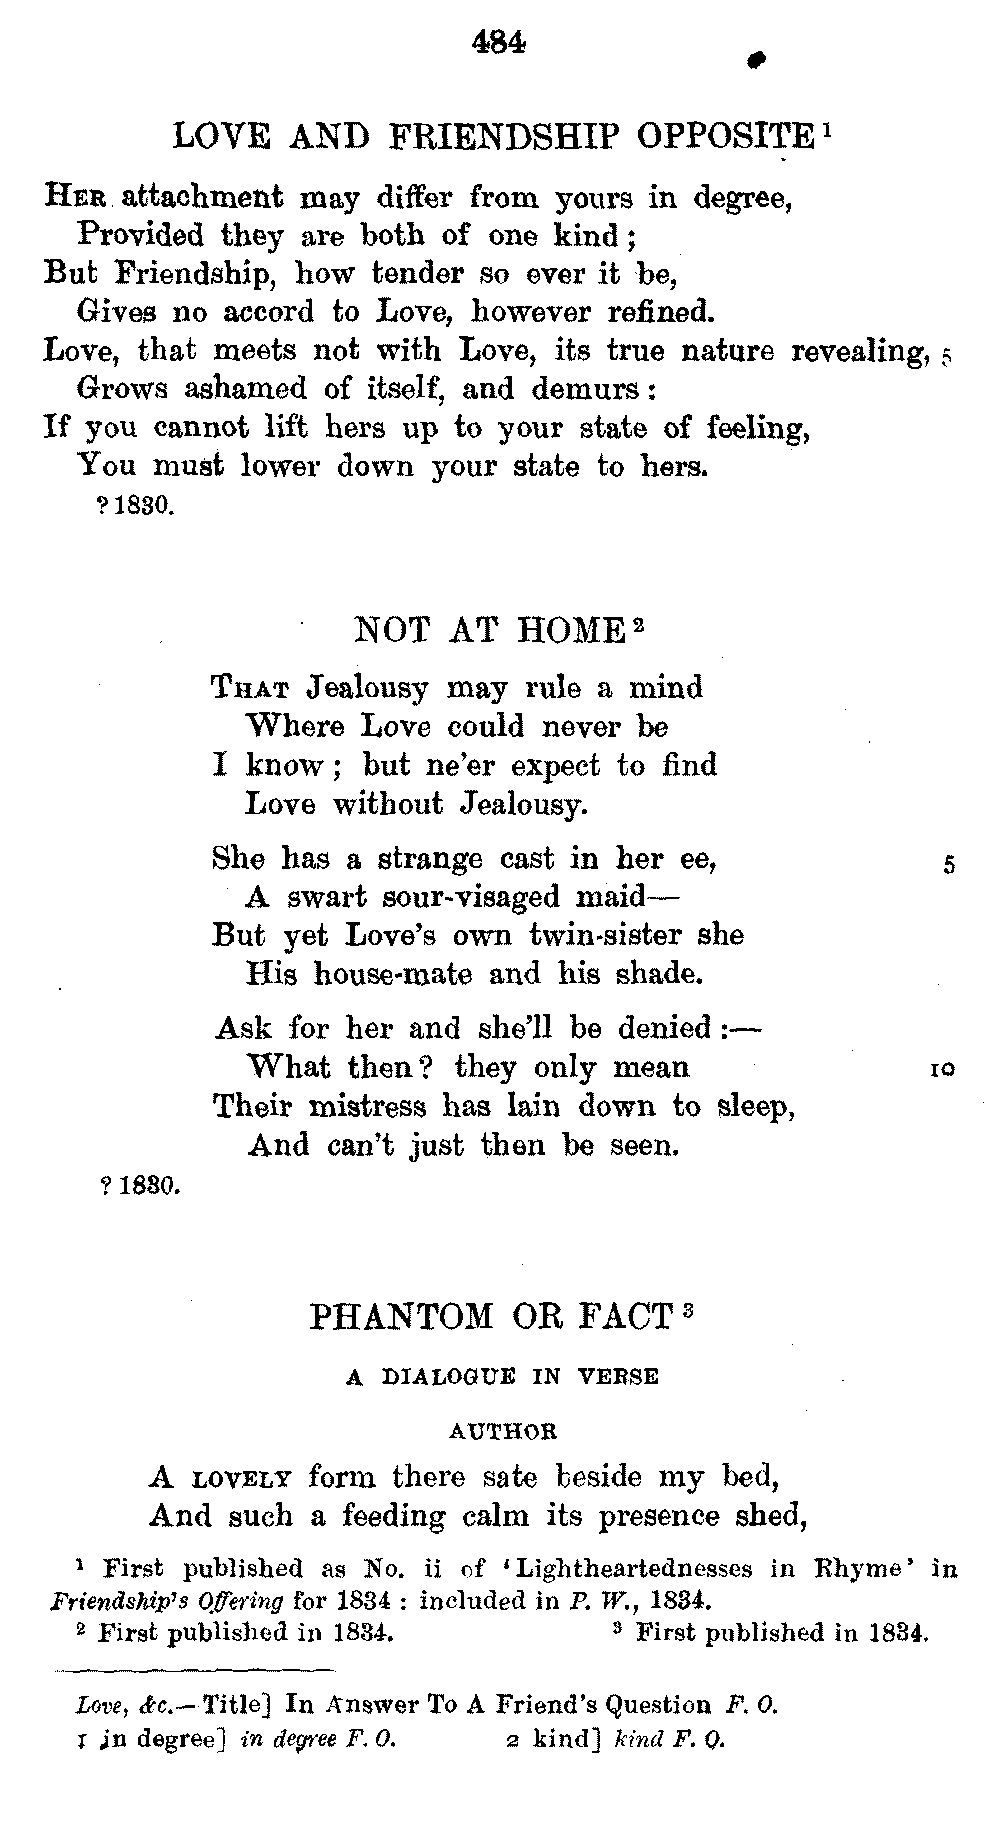 484
LOVE AND FRIENDSHIP OPPOSITE ¹
HER attachment may differ from yours in degree,
Provided they are both of one kind ;
But Friendship, how tender so ever it be,
Gives no accord to Love, however refined.
Love, that meets not with Love, its true nature revealing, 5
Grows ashamed of itself, and demurs :
If you cannot lift hers up to your state of feeling,
You must lower down your state to hers.
? 1830.
NOT AT HOME ²
THAT Jealousy may rule a mind
Where Love could never be
I know ; but ne'er expect to find
Love without Jealousy.
She has a strange cast in her ee, 5
A swart sour-visaged maid—
But yet Love's own twin-sister she
His house-mate and his shade.
Ask for her and she'll be denied :—
What then ? they only mean 10
Their mistress has lain down to sleep,
And can't just then be seen.
? 1830.
PHANTOM OR FACT ³
A DIALOGUE IN VERSE
AUTHOR
A LOVELY form there sate beside my bed,
And such a feeding calm its presence shed,
¹ First published as No. ii of 'Lightheartednesses in Rhyme' in
Friendship's Offering for 1834 : included in P. W., 1834.
² First published in 1834. ³ First published in 1834.
Love, &c.—Title] In Answer To A Friend's Question F. O.
1 in degree] in degree F. O. 2 kind] kind F. O.